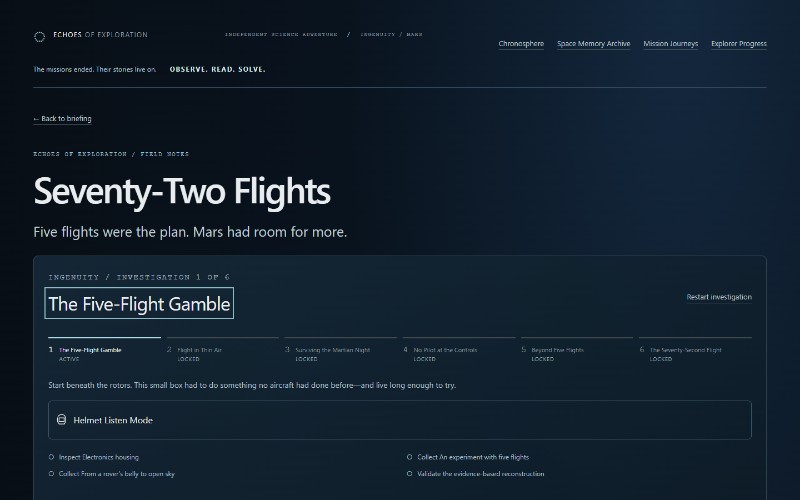 ECHOES OF EXPLORATION
INDEPENDENT SCIENCE ADVENTURE / INGENUITY / MARS
Chronosphere Space Memory Archive Mission Journeys Explorer Progress
The missions ended. Their stories live on. OBSERVE. READ. SOLVE.
← Back to briefing
ECHOES OF EXPLORATION / FIELD NOTES
Seventy-Two Flights
Five flights were the plan. Mars had room for more.
INGENUITY / INVESTIGATION 1 OF 6
The Five-Flight Gamble
Restart investigation
1 The Five-Flight Gamble
ACTIVE
2 Flight in Thin Air
LOCKED
3 Surviving the Martian Night
LOCKED
4 No Pilot at the Controls
LOCKED
5 Beyond Five Flights
LOCKED
6 The Seventy-Second Flight
LOCKED
Start beneath the rotors. This small box had to do something no aircraft had done before—and live long enough to try.
Helmet Listen Mode
Inspect Electronics housing
Collect An experiment with five flights
Collect From a rover's belly to open sky
Validate the evidence-based reconstruction